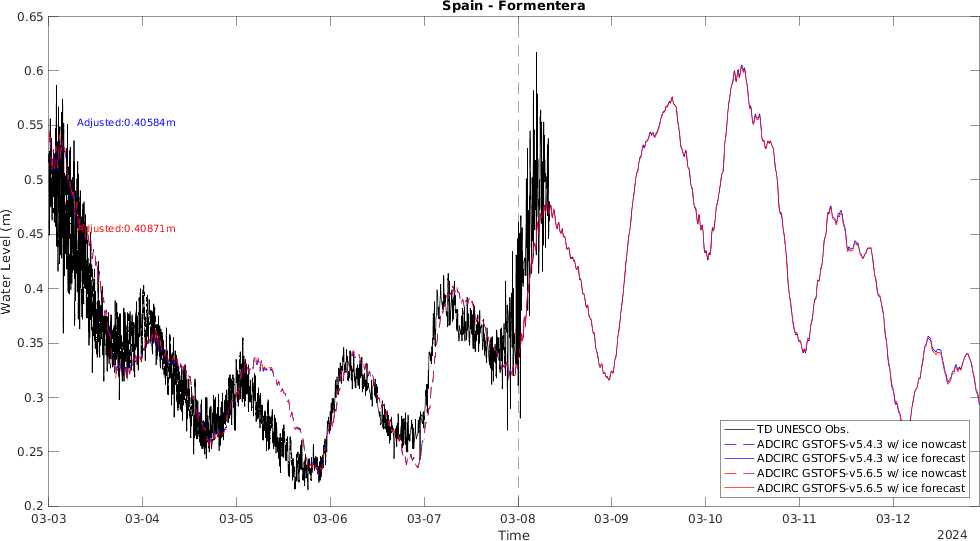 Spain - Formentera
0.65
0.6
0.55
0.5
0.45
0.4
0.35
0.3
0.25
0.2
Water Level (m)
Adjusted:0.40584m
Adjusted:0.40871m
TD UNESCO Obs.
ADCIRC GSTOFS-v5.4.3 w/ ice nowcast
ADCIRC GSTOFS-v5.4.3 w/ ice forecast
ADCIRC GSTOFS-v5.6.5 w/ ice nowcast
ADCIRC GSTOFS-v5.6.5 w/ ice forecast
03-03 03-04 03-05 03-06 03-07 03-08 03-09 03-10 03-11 03-12
Time
2024